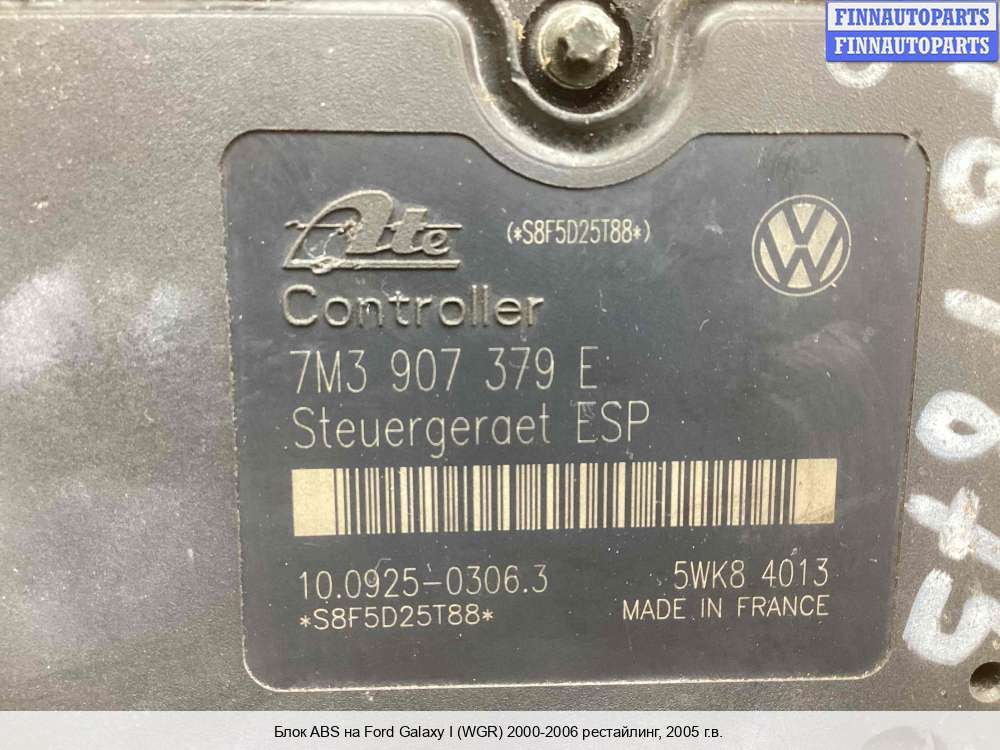 FINNAUTOPARTS
FINNAUTOPARTS
Ate
(*S8F5D25T88*)
Controller
7M3 907 379 E
Steuergeraet ESP
10.0925-0306.3
5WK8 4013
*S8F5D25T88*
MADE IN FRANCE
Блок ABS на Ford Galaxy I (WGR) 2000-2006 рестайлинг, 2005 г.в.